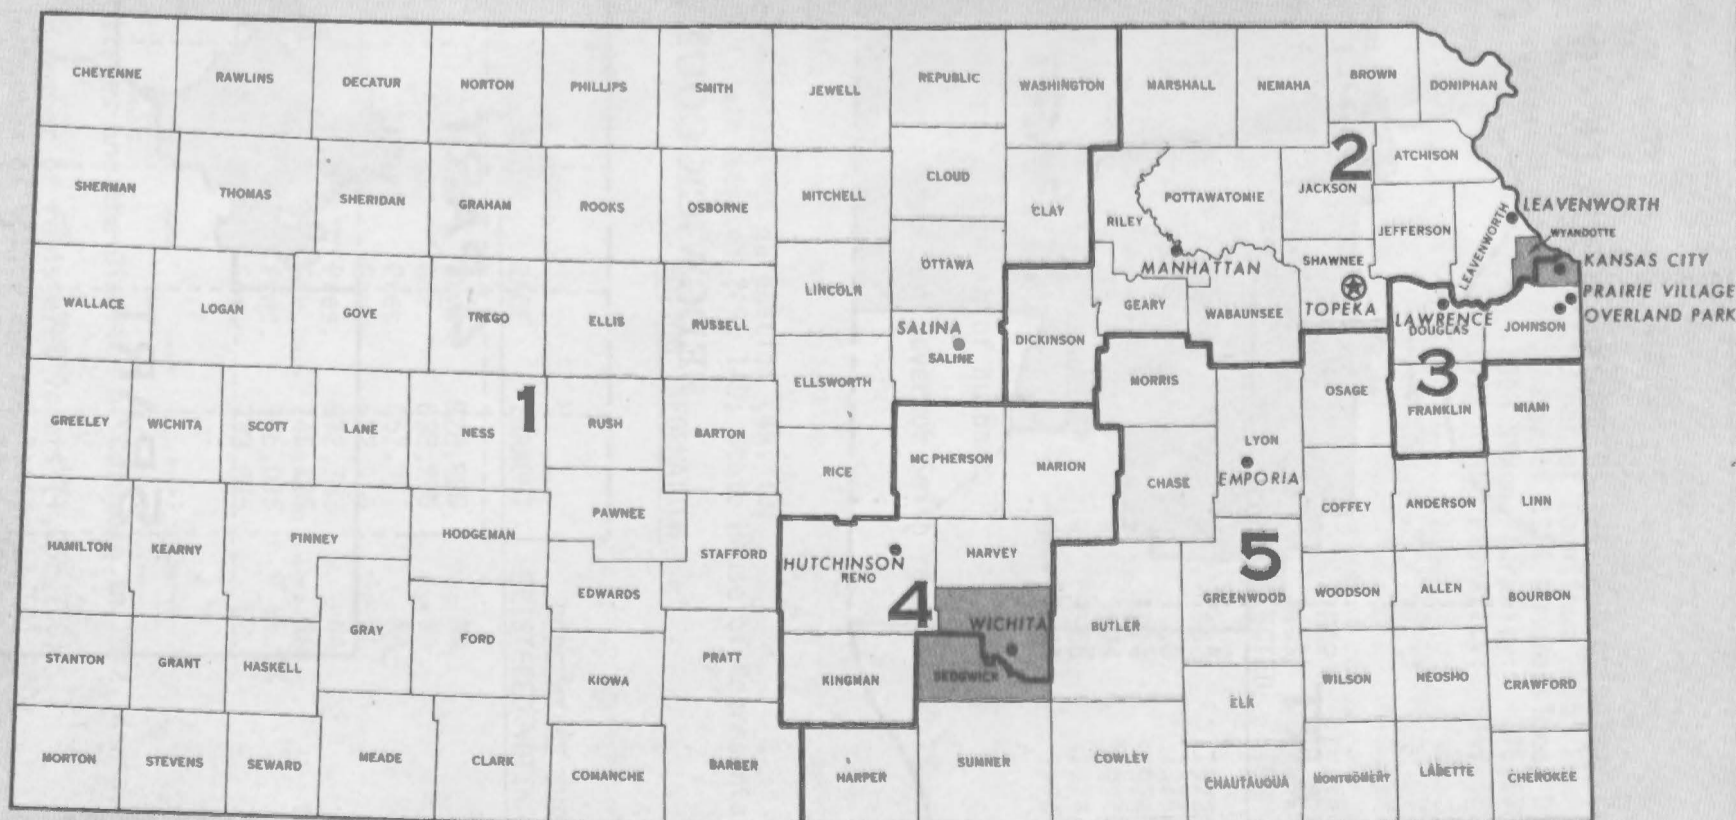 CHEYENNE
RAWLINS
DECATUR
NORTON
PHILLIPS
SMITH
JEWELL
REPUBLIC
WASHINGTON
MARSHALL
NEMAHA
BROWN
DONIPHAN
SHERMAN
THOMAS
SHERIDAN
GRAHAM
ROOKS
OSBORNE
MITCHELL
CLOUD
CLAY
RILEY
POTTAWATOMIE
2
JACKSON
ATCHISON
JEFFERSON
LEAVENWORTH
LEAVENWORTH
WYANDOTTE
KANSAS CITY
PRAIRIE VILLAGE
OVERLAND PARK
WALLACE
LOGAN
GOVE
TREGO
ELLIS
RUSSELL
LINCOLN
OTTAWA
SALINA
SALINE
DICKINSON
MANHATTAN
GEARY
WABAUNSEE
SHAWNEE
TOPEKA
LAWRENCE
DOUGLAS
JOHNSON
3
GREELEY
WICHITA
SCOTT
LANE
NESS
1
RUSH
BARTON
ELLSWORTH
RICE
MC PHERSON
MARION
MORRIS
CHASE
LYON
EMPORIA
OSAGE
FRANKLIN
MIAMI
HAMILTON
KEARNY
FINNEY
HODGEMAN
PAWNEE
STAFFORD
EDWARDS
HUTCHINSON
RENO
HARVEY
4
5
COFFEY
ANDERSON
LINN
GREENWOOD
WOODSON
ALLEN
BOURBON
STANTON
GRANT
HASKELL
GRAY
FORD
KIOWA
PRATT
KINGMAN
WICHITA
SEDGWICK
BUTLER
ELK
WILSON
NEOSHO
CRAWFORD
MORTON
STEVENS
SEWARD
MEADE
CLARK
COMANCHE
BARBER
HARPER
SUMNER
COWLEY
CHAUTAUQUA
MONTGOMERY
LABETTE
CHEROKEE